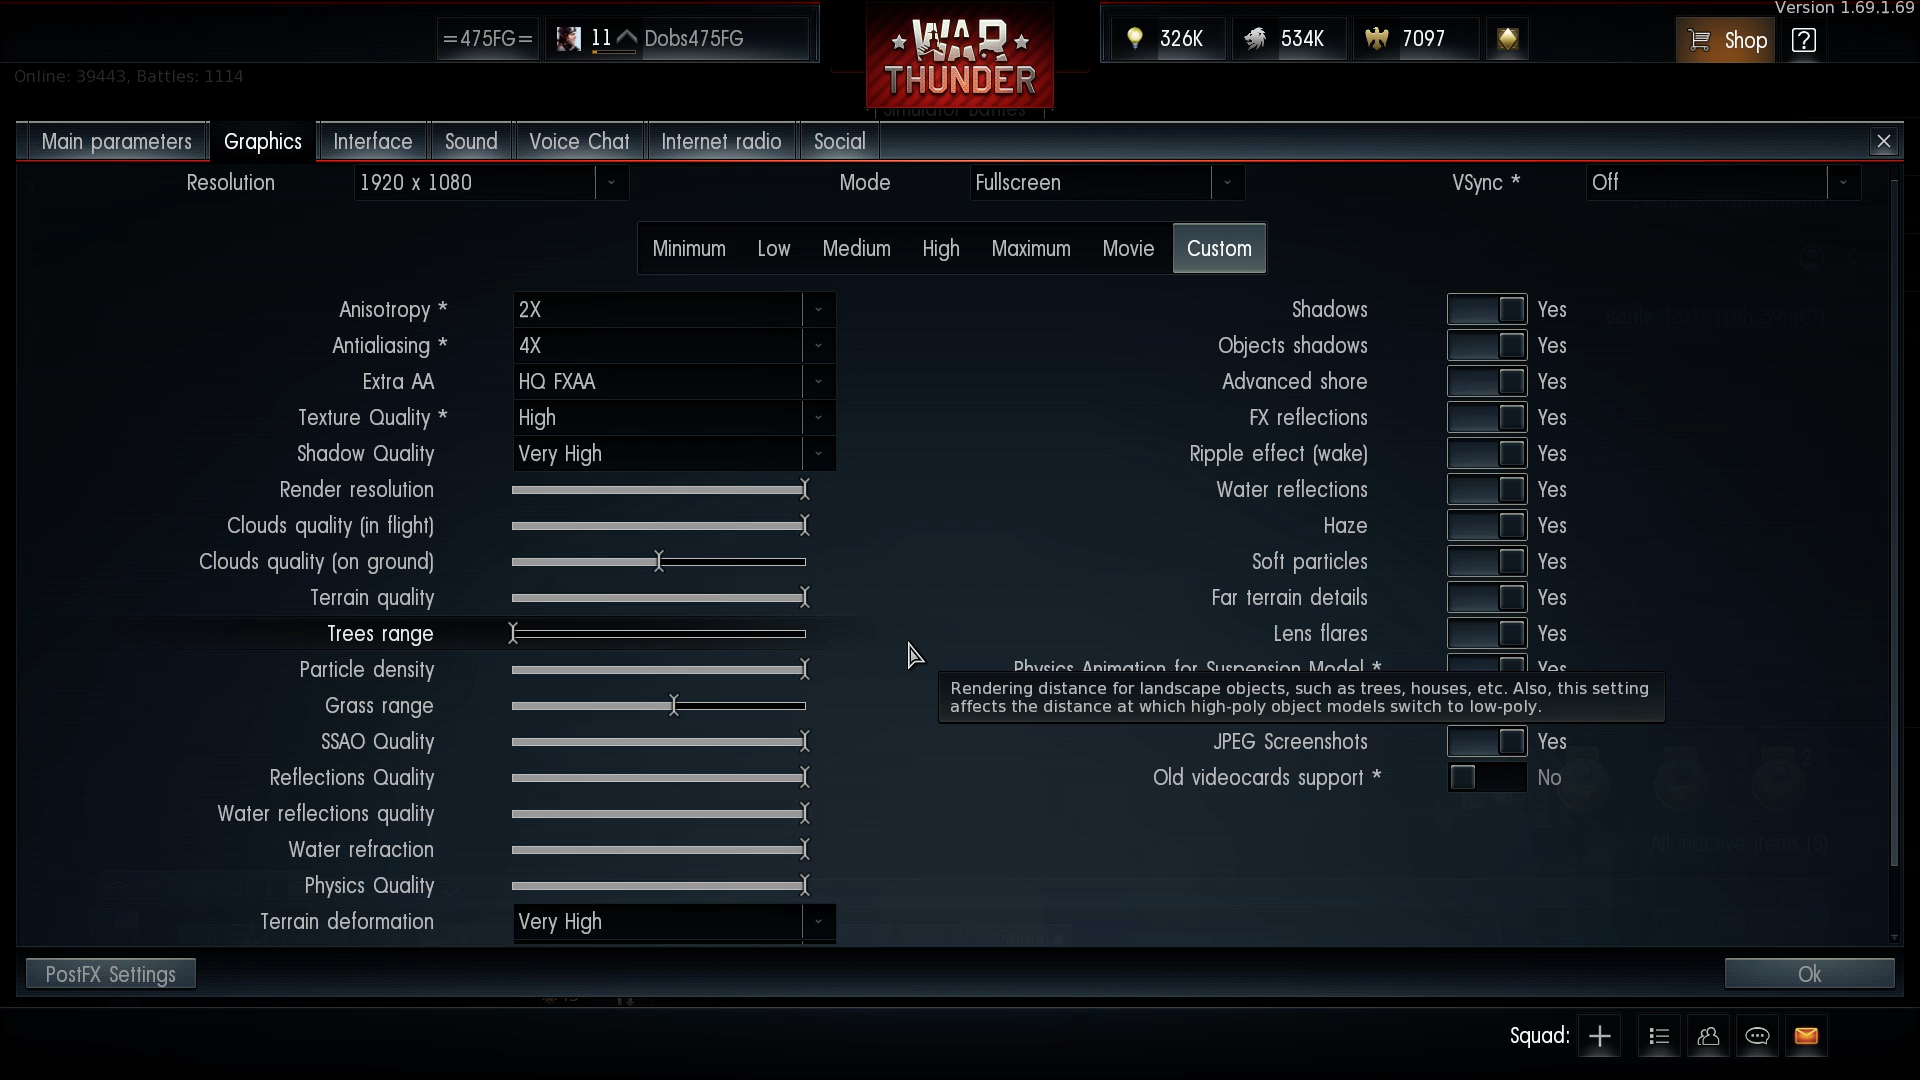 Version 1.69.1.69
=475FG= 11 Dobs475FG
WAR THUNDER
326K 534K 7097 Shop
Online: 39443, Battles: 1114
Simulator Battles
Main parameters Graphics Interface Sound Voice Chat Internet radio Social
Resolution 1920 x 1080 Mode Fullscreen VSync * Off
Minimum Low Medium High Maximum Movie Custom
Anisotropy * 2X Shadows Yes
Antialiasing * 4X Objects shadows Yes
Extra AA HQ FXAA Advanced shore Yes
Texture Quality * High FX reflections Yes
Shadow Quality Very High Ripple effect (wake) Yes
Render resolution Water reflections Yes
Clouds quality (in flight) Haze Yes
Clouds quality (on ground) Soft particles Yes
Terrain quality Far terrain details Yes
Trees range Lens flares Yes
Particle density Physics Animation for Suspension Model * Yes
Rendering distance for landscape objects, such as trees, houses, etc. Also, this setting
affects the distance at which high-poly object models switch to low-poly.
Grass range
SSAO Quality JPEG Screenshots Yes
Reflections Quality Old videocards support * No
Water reflections quality
Water refraction All inactive items (5)
Physics Quality
Terrain deformation Very High
PostFX Settings Ok
Squad: